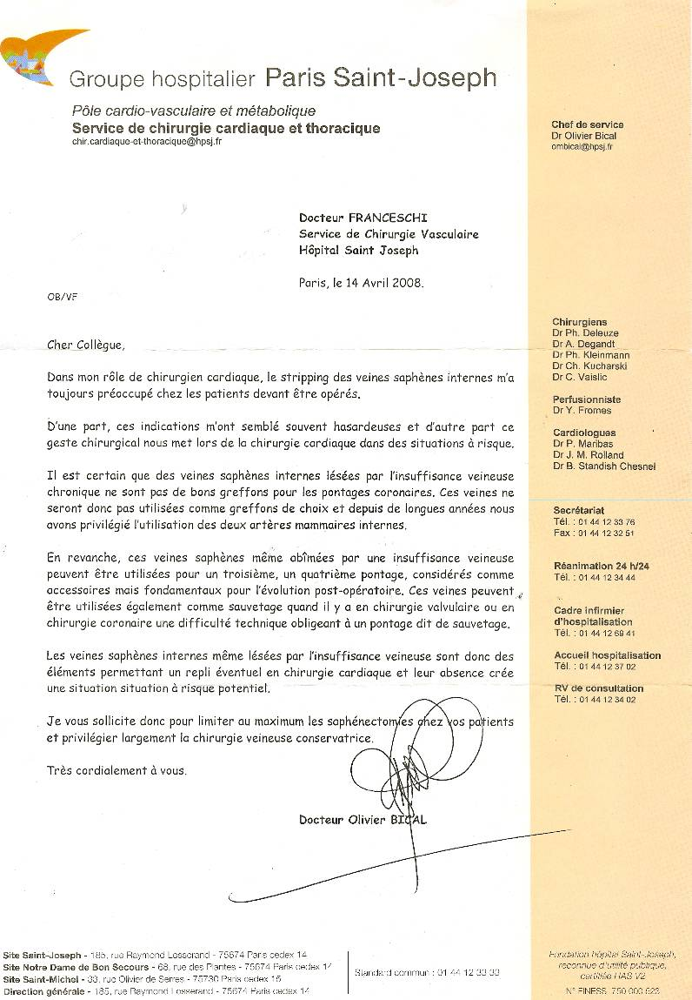 Groupe hospitalier Paris Saint-Joseph
Pôle cardio-vasculaire et métabolique
Service de chirurgie cardiaque et thoracique
chir.cardiaque-et-thoracique@hpsj.fr
Chef de service
Dr Olivier Bical
ombical@hpsj.fr
Docteur FRANCESCHI
Service de Chirurgie Vasculaire
Hôpital Saint Joseph
Paris, le 14 Avril 2008.
OB/VF
Cher Collègue,
Dans mon rôle de chirurgien cardiaque, le stripping des veines saphènes internes m'a
toujours préoccupé chez les patients devant être opérés.
D'une part, ces indications m'ont semblé souvent hasardeuses et d'autre part ce
geste chirurgical nous met lors de la chirurgie cardiaque dans des situations à risque.
Il est certain que des veines saphènes internes lésées par l'insuffisance veineuse
chronique ne sont pas de bons greffons pour les pontages coronaires. Ces veines ne
seront donc pas utilisées comme greffons de choix et depuis de longues années nous
avons privilégié l'utilisation des deux artères mammaires internes.
En revanche, ces veines saphènes même abîmées par une insuffisance veineuse
peuvent être utilisées pour un troisième, un quatrième pontage, considérés comme
accessoires mais fondamentaux pour l'évolution post-opératoire. Ces veines peuvent
être utilisées également comme sauvetage quand il y a en chirurgie valvulaire ou en
chirurgie coronaire une difficulté technique obligeant à un pontage dit de sauvetage.
Les veines saphènes internes même lésées par l'insuffisance veineuse sont donc des
éléments permettant un repli éventuel en chirurgie cardiaque et leur absence crée
une situation situation à risque potentiel.
Je vous sollicite donc pour limiter au maximum les saphénectomies chez vos patients
et privilégier largement la chirurgie veineuse conservatrice.
Très cordialement à vous.
Docteur Olivier BICAL
Chirurgiens
Dr Ph. Deleuze
Dr A. Degandt
Dr Ph. Kleinmann
Dr Ch. Kucharski
Dr C. Vaislic
Perfusionniste
Dr Y. Fromes
Cardiologues
Dr P. Maribas
Dr J. M. Rolland
Dr B. Standish Chesnel
Secrétariat
Tél. : 01 44 12 33 76
Fax : 01 44 12 32 51
Réanimation 24 h/24
Tél. : 01 44 12 34 44
Cadre infirmier
d'hospitalisation
Tél. : 01 44 12 69 41
Accueil hospitalisation
Tél. : 01 44 12 37 02
RV de consultation
Tél. : 01 44 12 34 02
Site Saint-Joseph - 185, rue Raymond Losserand - 75674 Paris cedex 14
Site Notre Dame de Bon Secours - 68, rue des Plantes - 75674 Paris cedex 14
Site Saint-Michel - 33, rue Olivier de Serres - 75730 Paris cedex 15
Direction générale - 185, rue Raymond Losserand - 75674 Paris cedex 14
Standard commun : 01 44 12 33 33
Fondation hôpital Saint-Joseph,
reconnue d'utilité publique,
certifiée HAS V2
N° FINESS 750 000 523